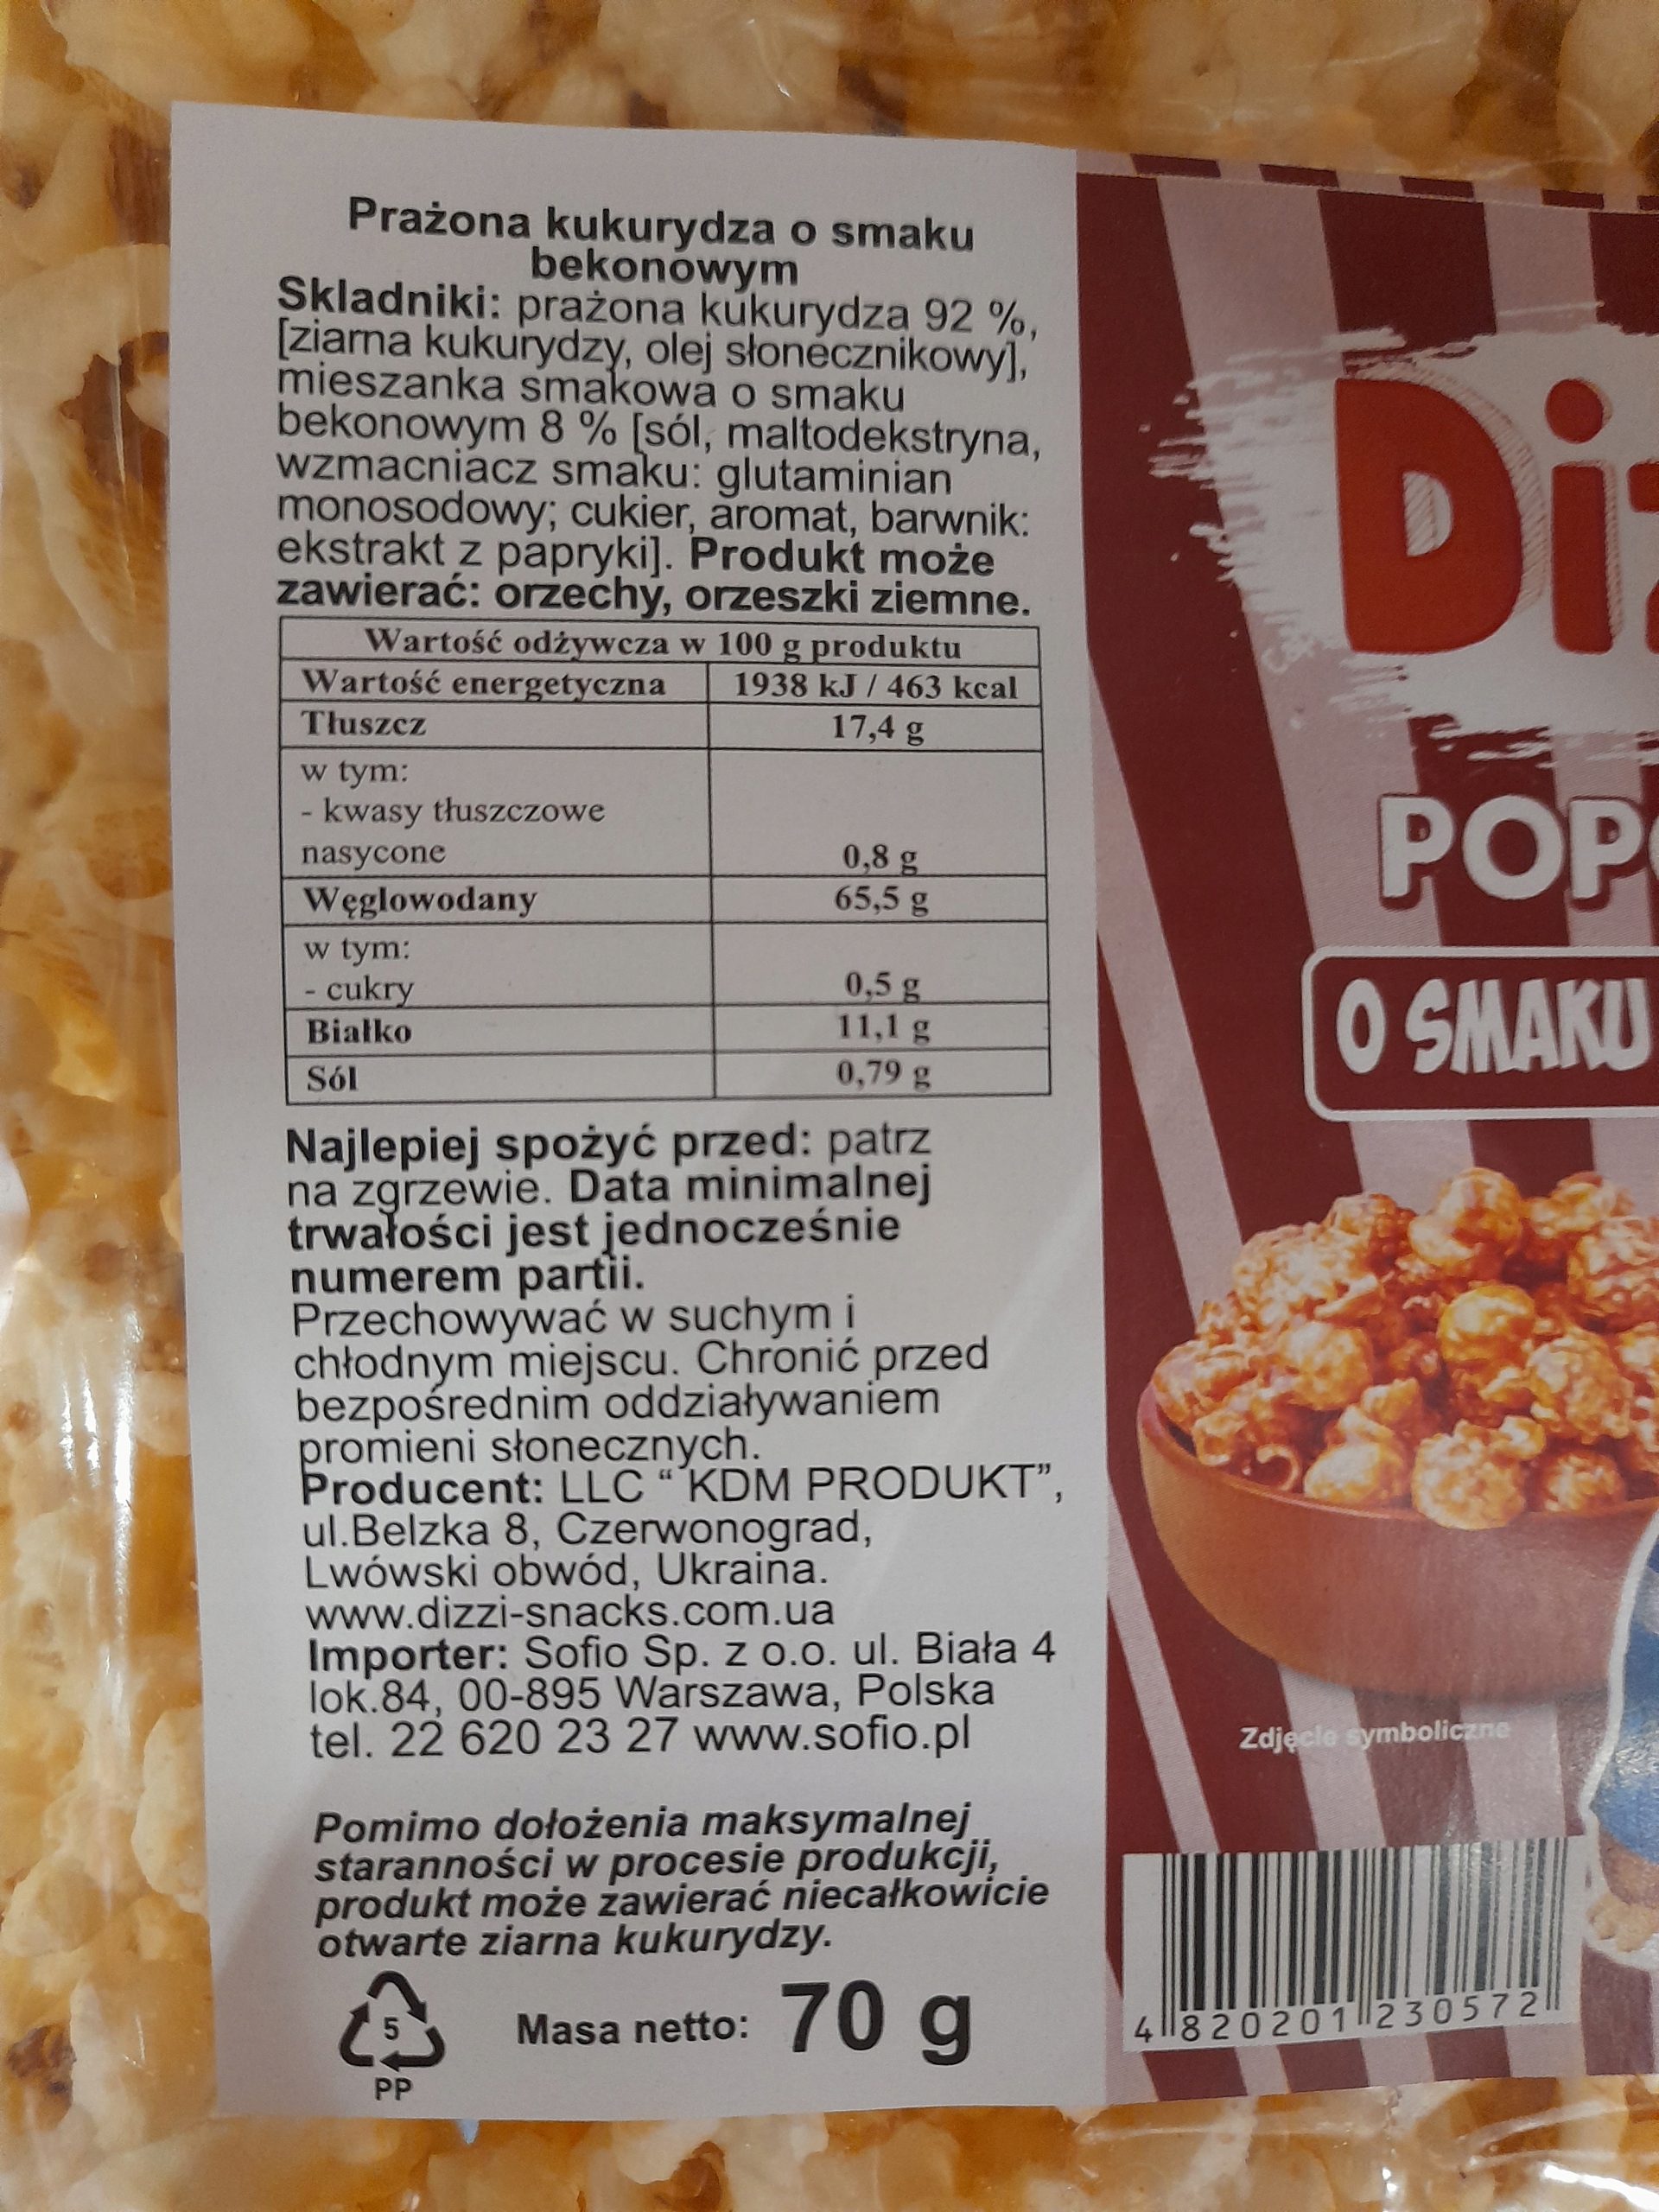 Prażona kukurydza o smaku
bekonowym
Skladniki: prażona kukurydza 92 %,
[ziarna kukurydzy, olej słonecznikowy],
mieszanka smakowa o smaku
bekonowym 8 % [sól, maltodekstryna,
wzmacniacz smaku: glutaminian
monosodowy; cukier, aromat, barwnik:
ekstrakt z papryki]. Produkt może
zawierać: orzechy, orzeszki ziemne.
Wartość odżywcza w 100 g produktu
Wartość energetyczna 1938 kJ / 463 kcal
Tłuszcz 17,4 g
w tym:
- kwasy tłuszczowe
nasycone 0,8 g
Węglowodany 65,5 g
w tym:
- cukry 0,5 g
Białko 11,1 g
Sól 0,79 g
Najlepiej spożyć przed: patrz
na zgrzewie. Data minimalnej
trwałości jest jednocześnie
numerem partii.
Przechowywać w suchym i
chłodnym miejscu. Chronić przed
bezpośrednim oddziaływaniem
promieni słonecznych.
Producent: LLC “ KDM PRODUKT”,
ul.Belzka 8, Czerwonograd,
Lwówski obwód, Ukraina.
www.dizzi-snacks.com.ua
Importer: Sofio Sp. z o.o. ul. Biała 4
lok.84, 00-895 Warszawa, Polska
tel. 22 620 23 27 www.sofio.pl
Pomimo dołożenia maksymalnej
staranności w procesie produkcji,
produkt może zawierać niecałkowicie
otwarte ziarna kukurydzy.
5
PP
Masa netto: 70 g
Di
POP
O SMAKU
Zdjęcie symboliczne
4 820201 230572